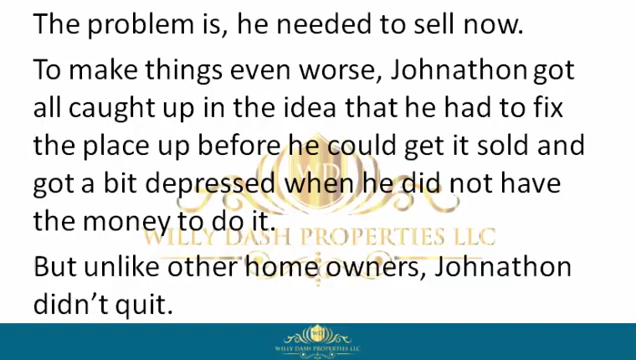 The problem is, he needed to sell now.
To make things even worse, Johnathon got
all caught up in the idea that he had to fix
the place up before he could get it sold and
got a bit depressed when he did not have
the money to do it.
WILLY DASH PROPERTIES LLC
But unlike other home owners, Johnathon
didn't quit.
WILLY DASH PROPERTIES LLC